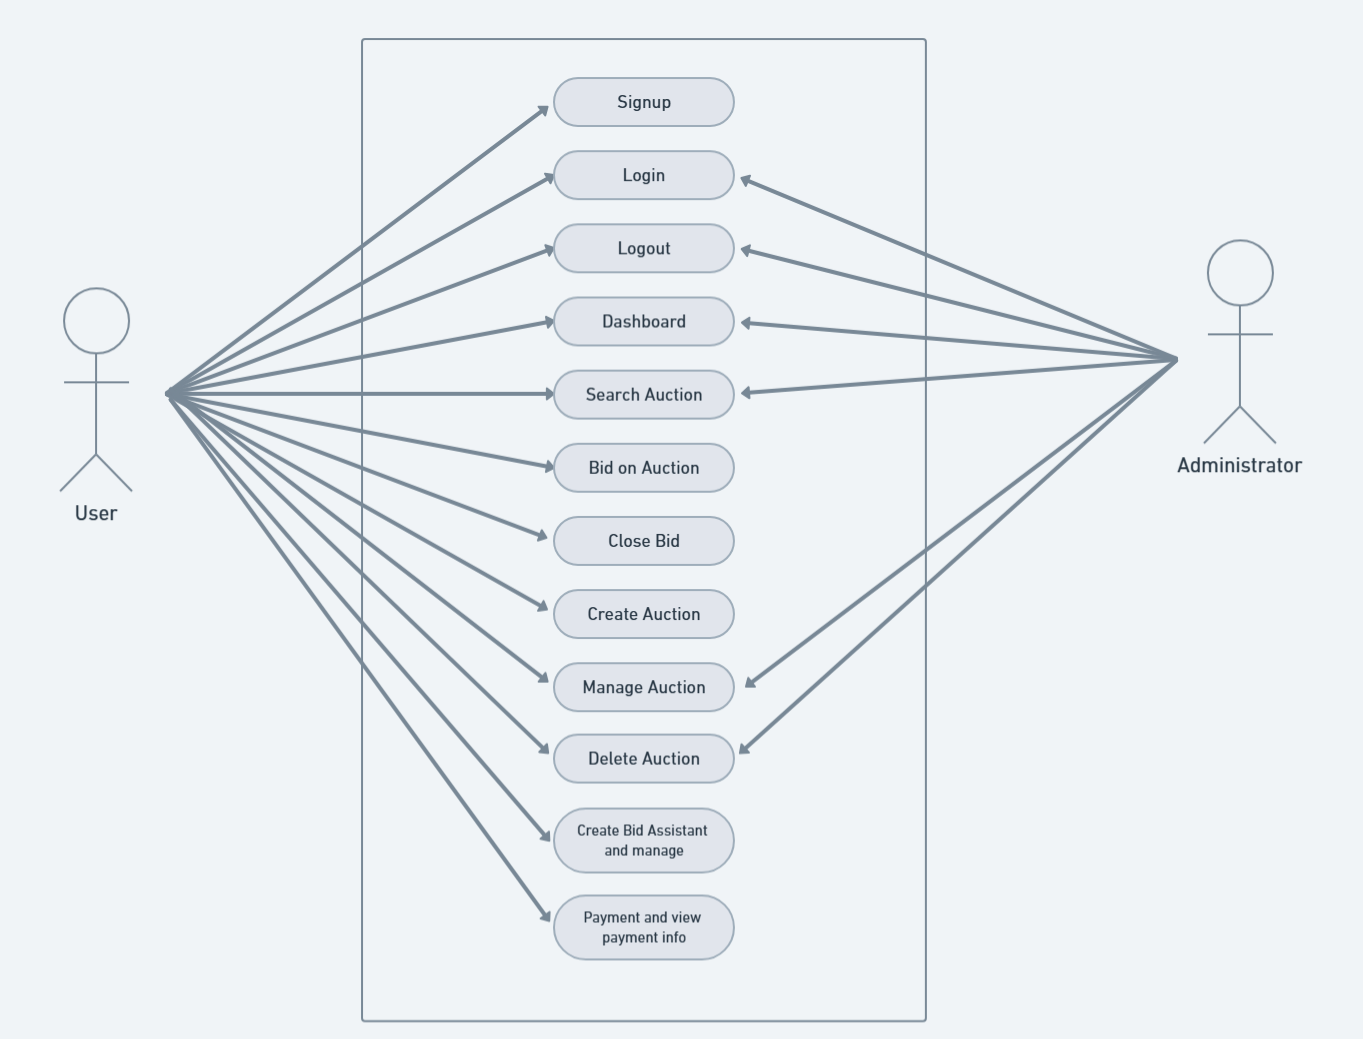 Signup
Login
Logout
Dashboard
Search Auction
Bid on Auction
Close Bid
Create Auction
Manage Auction
Delete Auction
Create Bid Assistant
and manage
Payment and view
payment info
User
Administrator